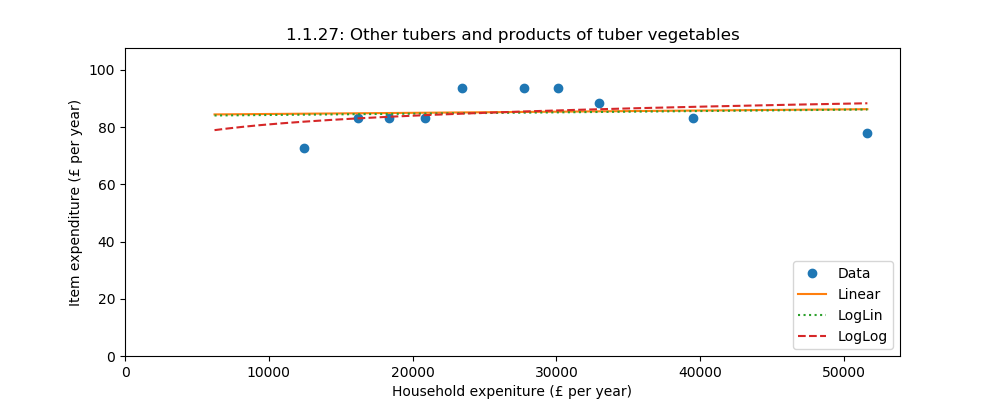 1.1.27: Other tubers and products of tuber vegetables
Item expenditure (£ per year)
100
80
60
40
20
0
0 10000 20000 30000 40000 50000
Household expeniture (£ per year)
Data
Linear
LogLin
LogLog